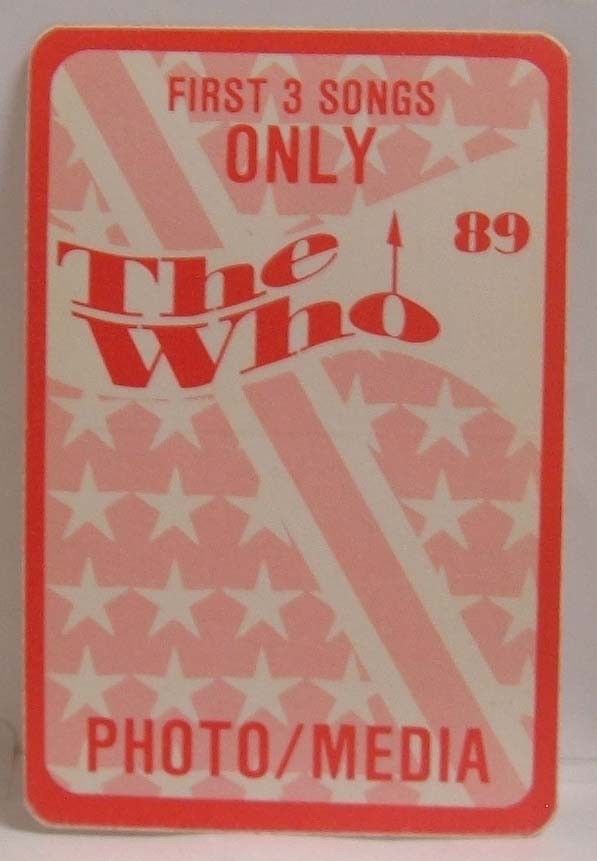 FIRST 3 SONGS
ONLY
89
The
Who
PHOTO/MEDIA